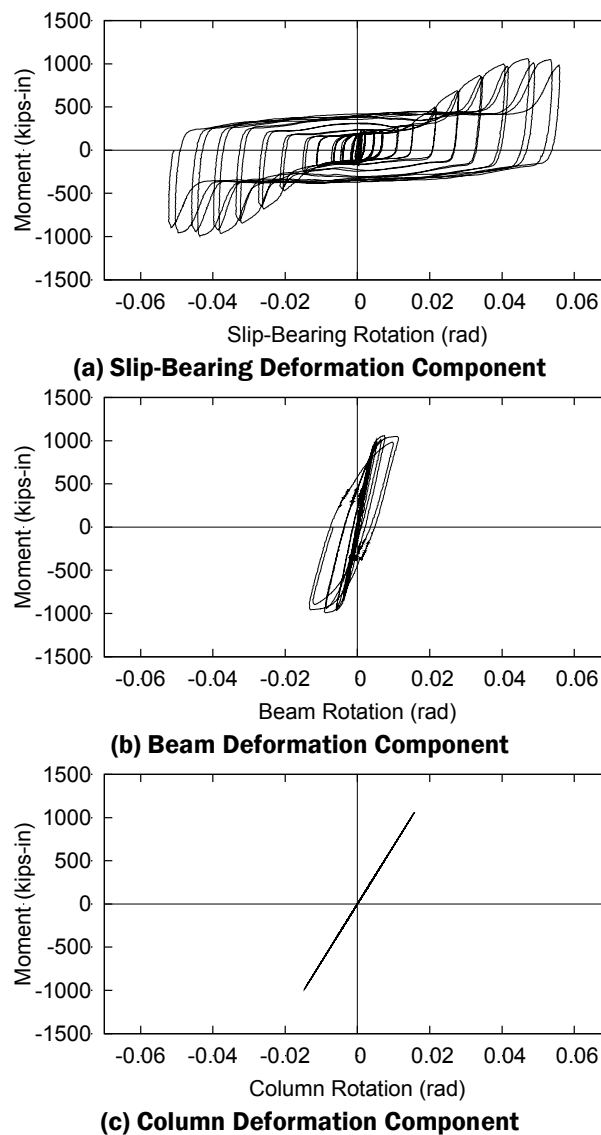 1500
1000
500
0
-500
-1000
1500
Moment (kips-in)
-0.06 -0.04 -0.02 0 0.02 0.04 0.06
Slip-Bearing Rotation (rad)
(a) Slip-Bearing Deformation Component
1500
1000
500
0
-500
-1000
1500
Moment (kips-in)
-0.06 -0.04 -0.02 0 0.02 0.04 0.06
Beam Rotation (rad)
(b) Beam Deformation Component
1500
1000
500
0
-500
-1000
1500
Moment (kips-in)
-0.06 -0.04 -0.02 0 0.02 0.04 0.06
Column Rotation (rad)
(c) Column Deformation Component